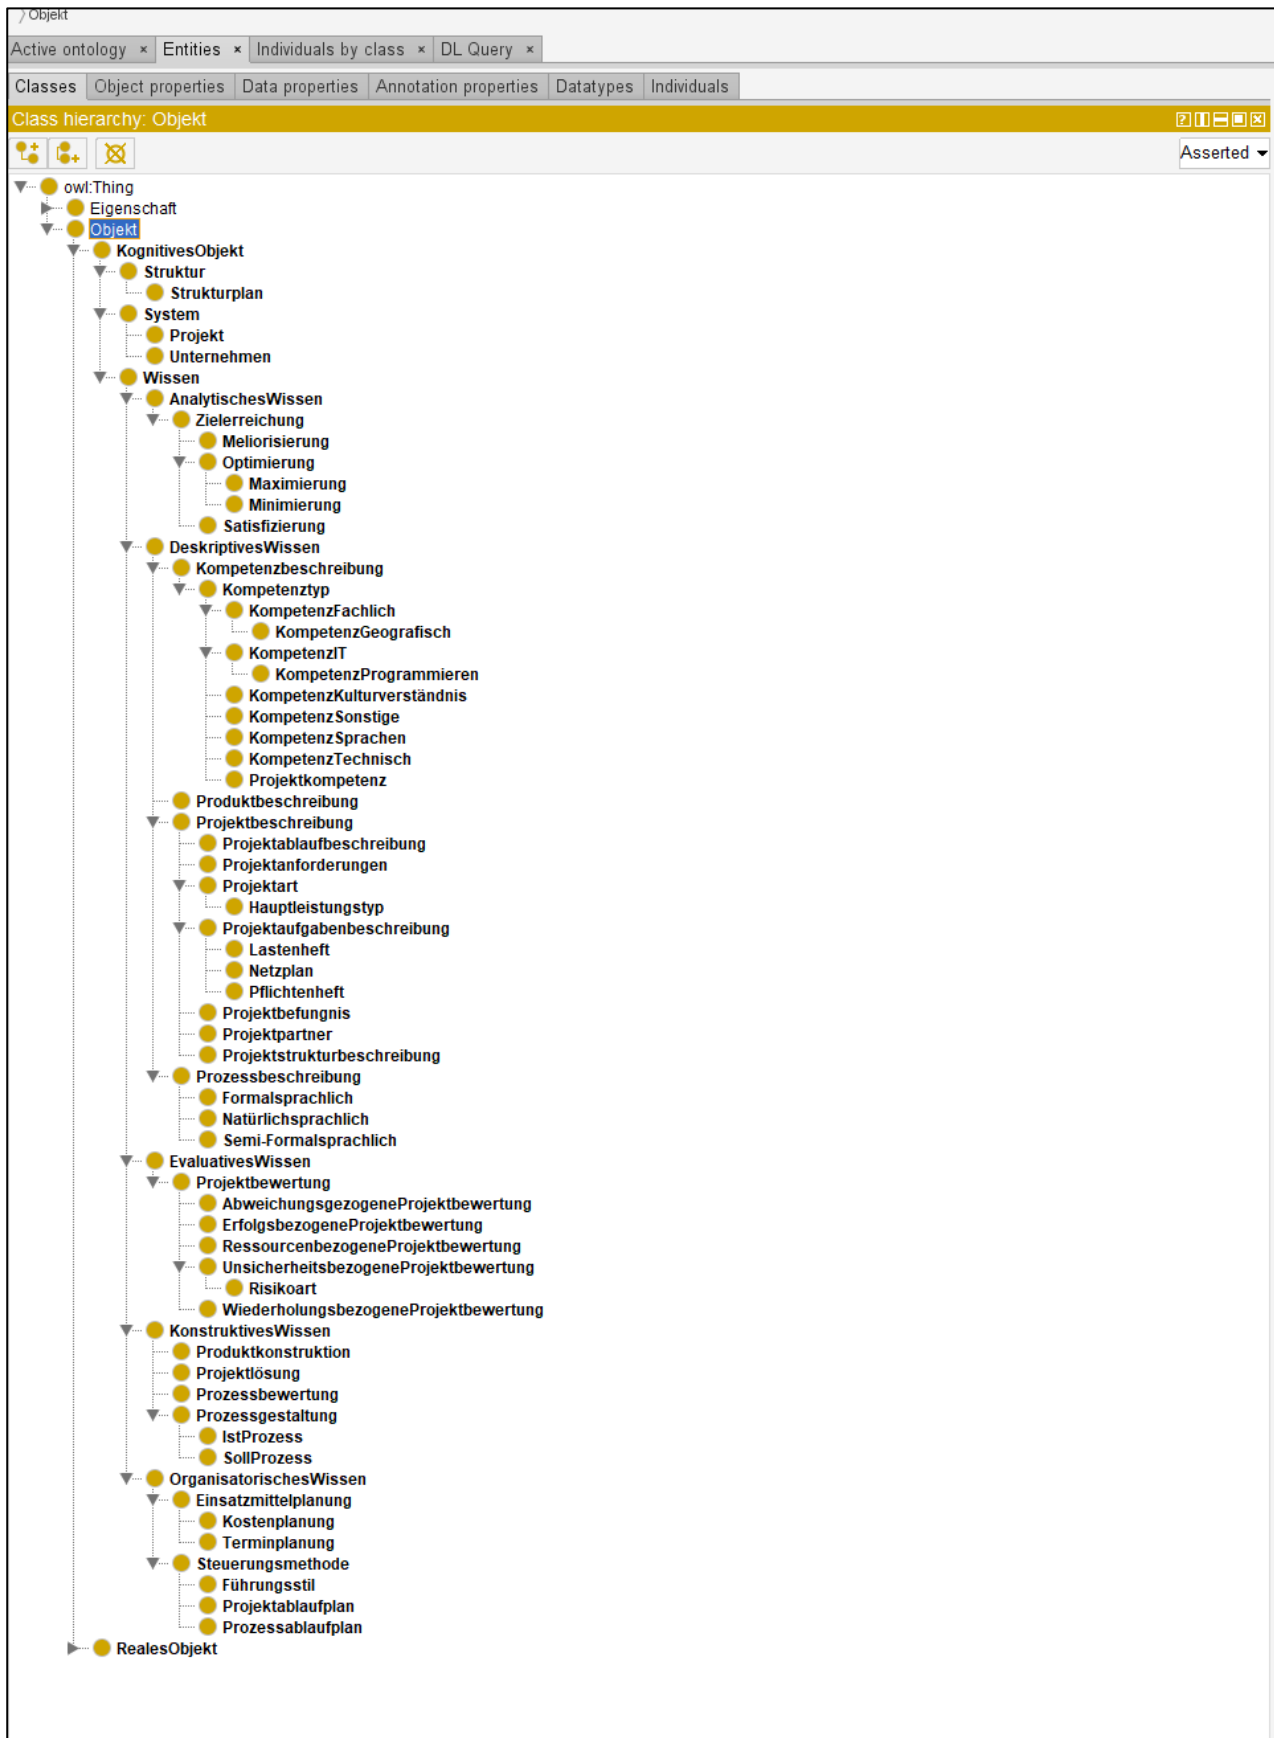 Objekt
Active ontology × Entities × Individuals by class × DL Query ×
Classes Object properties Data properties Annotation properties Datatypes Individuals
Class hierarchy: Objekt
Asserted
owl:Thing
Eigenschaft
Objekt
KognitivesObjekt
Struktur
Strukturplan
System
Projekt
Unternehmen
Wissen
AnalytischesWissen
Zielerreichung
Meliorisierung
Optimierung
Maximierung
Minimierung
Satisfizierung
DeskriptivesWissen
Kompetenzbeschreibung
Kompetenztyp
KompetenzFachlich
KompetenzGeografisch
KompetenzIT
KompetenzProgrammieren
KompetenzKulturverständnis
KompetenzSonstige
KompetenzSprachen
KompetenzTechnisch
Projektkompetenz
Produktbeschreibung
Projektbeschreibung
Projektablaufbeschreibung
Projektanforderungen
Projektart
Hauptleistungstyp
Projektaufgabenbeschreibung
Lastenheft
Netzplan
Pflichtenheft
Projektbefungnis
Projektpartner
Projektstrukturbeschreibung
Prozessbeschreibung
Formalsprachlich
Natürlichsprachlich
Semi-Formalsprachlich
EvaluativesWissen
Projektbewertung
AbweichungsgezogeneProjektbewertung
ErfolgsbezogeneProjektbewertung
RessourcenbezogeneProjektbewertung
UnsicherheitsbezogeneProjektbewertung
Risikoart
WiederholungsbezogeneProjektbewertung
KonstruktivesWissen
Produktkonstruktion
Projektlösung
Prozessbewertung
Prozessgestaltung
IstProzess
SollProzess
OrganisatorischesWissen
Einsatzmittelplanung
Kostenplanung
Terminplanung
Steuerungsmethode
Führungsstil
Projektablaufplan
Prozessablaufplan
RealesObjekt